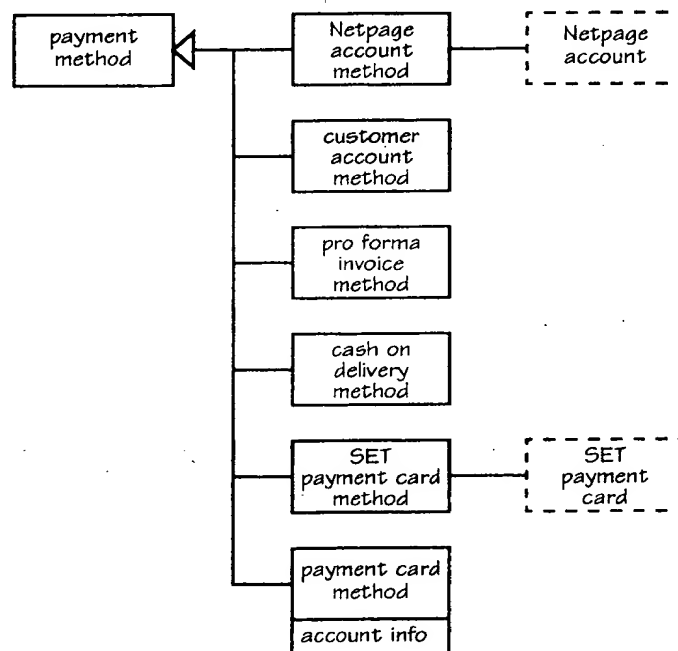 payment
method
Netpage
account
method
Netpage
account
customer
account
method
pro forma
invoice
method
cash on
delivery
method
SET
payment card
method
SET
payment
card
payment card
method
account info